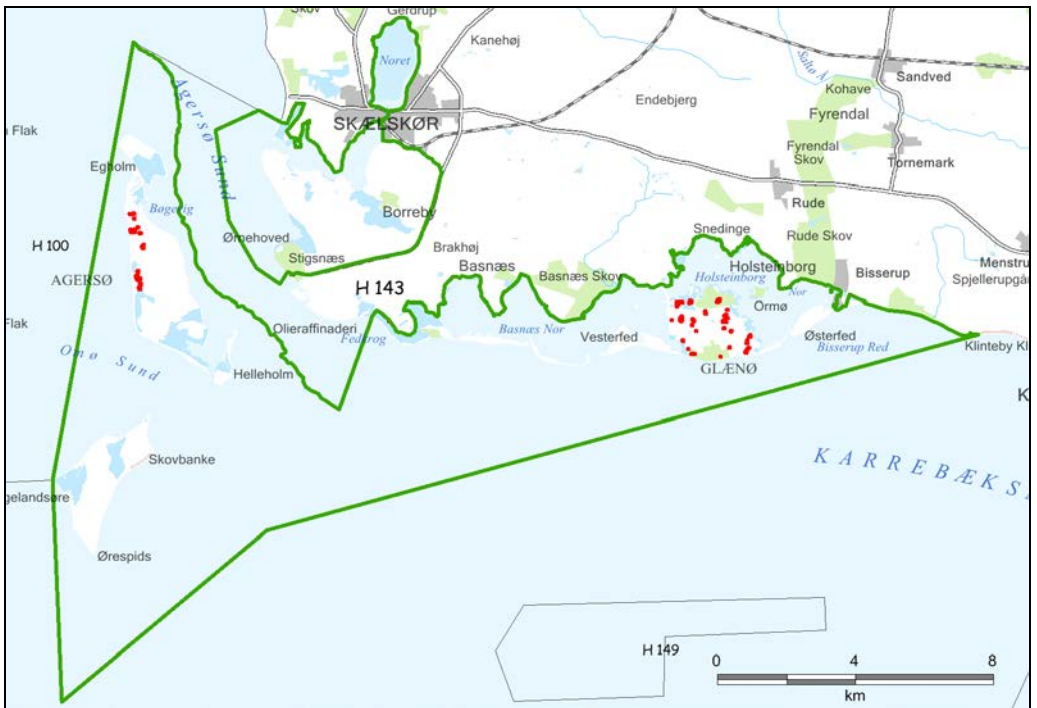 Skov
Gerdrup
Kanehøj
Noret
Saltø Å
Sandved
Kohave
Fyrendal
Endebjerg
Flak
SKÆLSKØR
Agersø Sund
Fyrendal
Skov
Tornemark
Egholm
Bøgevig
Borreby
Rude
H 100
Ørnehoved
Snedinge
Rude Skov
Brakhøj
Stigsnæs
Basnæs
Holsteinborg
Holsteinborg
Bisserup
Menstru
Spjellerupgå
AGERSØ
H 143
Basnæs Skov
Nor
Ormø
Flak
Olieraffinaderi
Basnæs Nor
Vesterfed
Østerfed
Bisserup Red
Klinteby Kl
Omø Sund
Helleholm
GLÆNØ
K
Skovbanke
KARREBÆKS
gelandsøre
Ørespids
H 149
0 4 8
km